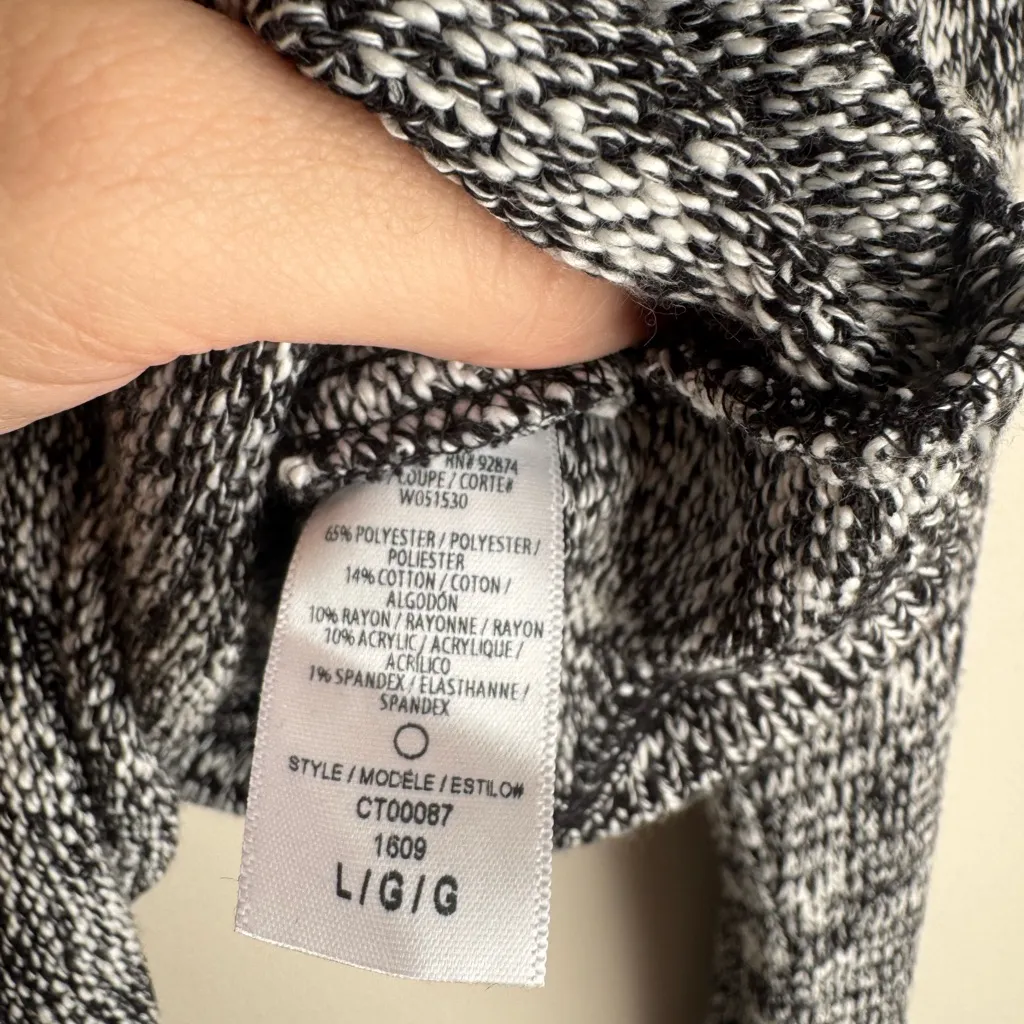 RN# 92874
/ COUPE / CORTE#
W051530
65% POLYESTER / POLYESTER /
POLIESTER
14% COTTON / COTON /
ALGODÓN
10% RAYON / RAYONNE / RAYON
10% ACRYLIC / ACRYLIQUE /
ACRÍLICO
1% SPANDEX / ELASTHANNE /
SPANDEX
STYLE / MODÈLE / ESTILO#
CT00087
1609
L/G/G